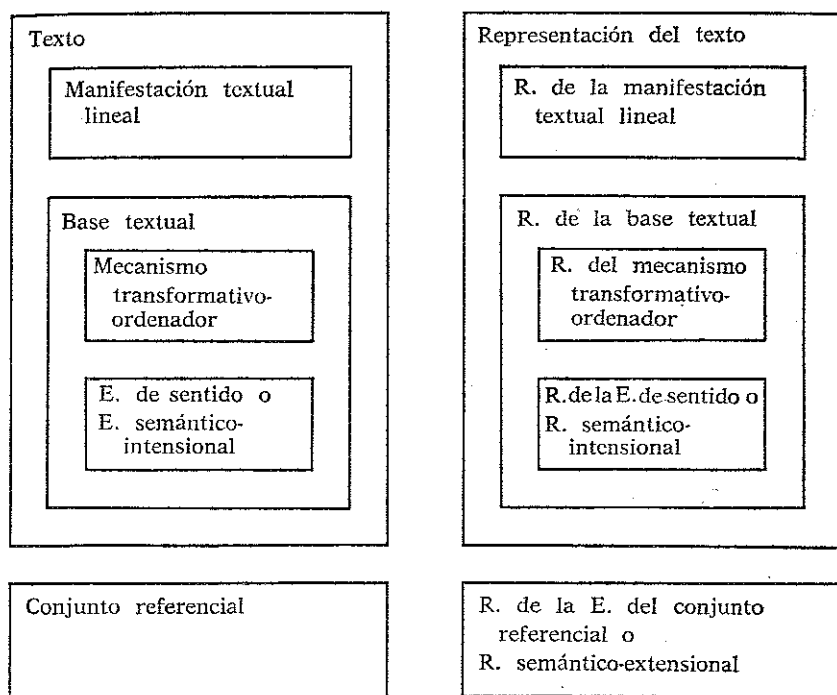 Texto
Manifestación textual
lineal
Base textual
Mecanismo
transformativo-
ordenador
E. de sentido o
E. semántico-
intensional
Conjunto referencial
Representación del texto
R. de la manifestación
textual lineal
R. de la base textual
R. del mecanismo
transformativo-
ordenador
R. de la E. de sentido o
R. semántico-
intensional
R. de la E. del conjunto
referencial o
R. semántico-extensional